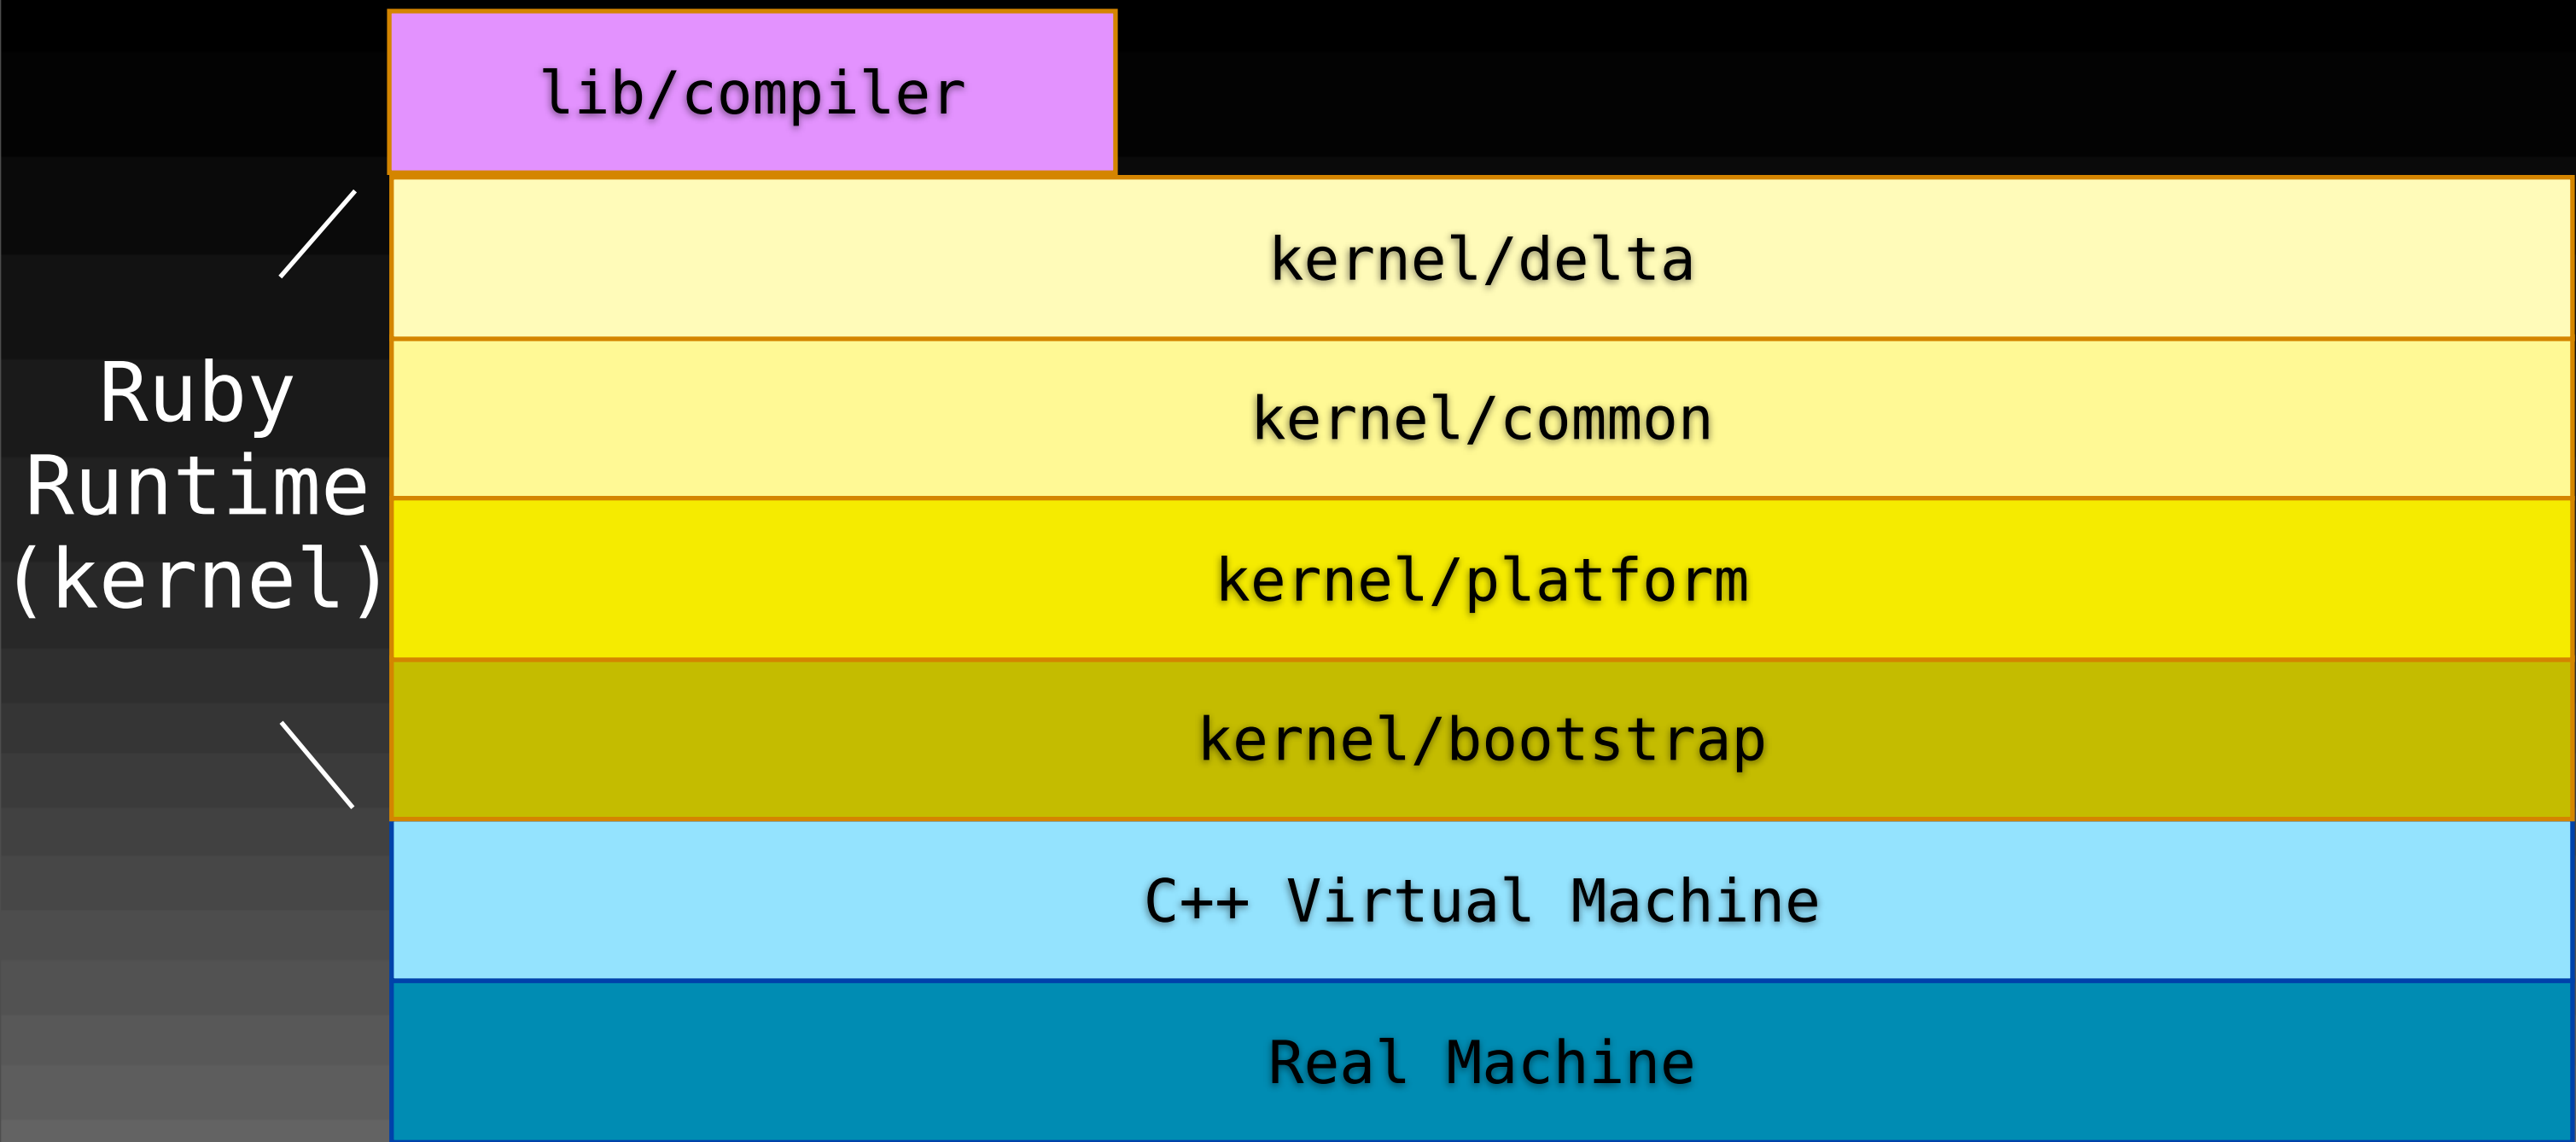 lib/compiler
kernel/delta
kernel/common
kernel/platform
kernel/bootstrap
C++ Virtual Machine
Real Machine
Ruby
Runtime
(kernel)